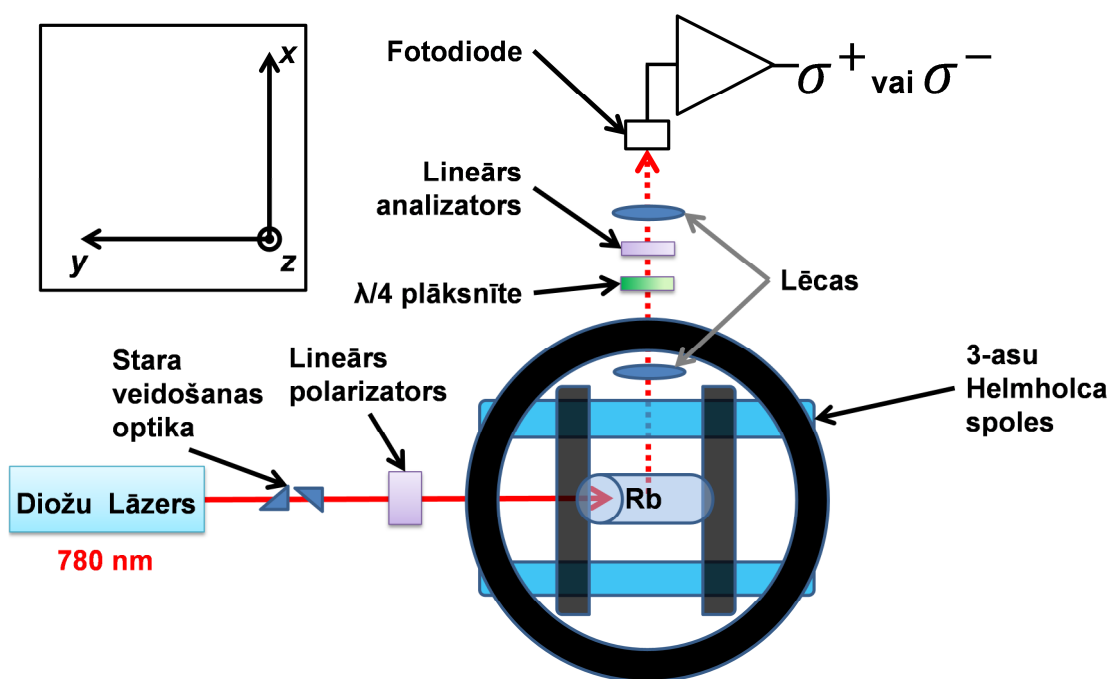 x
y
z
Fotodiode
σ⁺ vai σ⁻
Lineārs
analizators
λ/4 plāksnīte
Lēcas
Stara
veidošanas
optika
Lineārs
polarizators
3-asu
Helmholca
spoles
Diožu Lāzers
780 nm
Rb